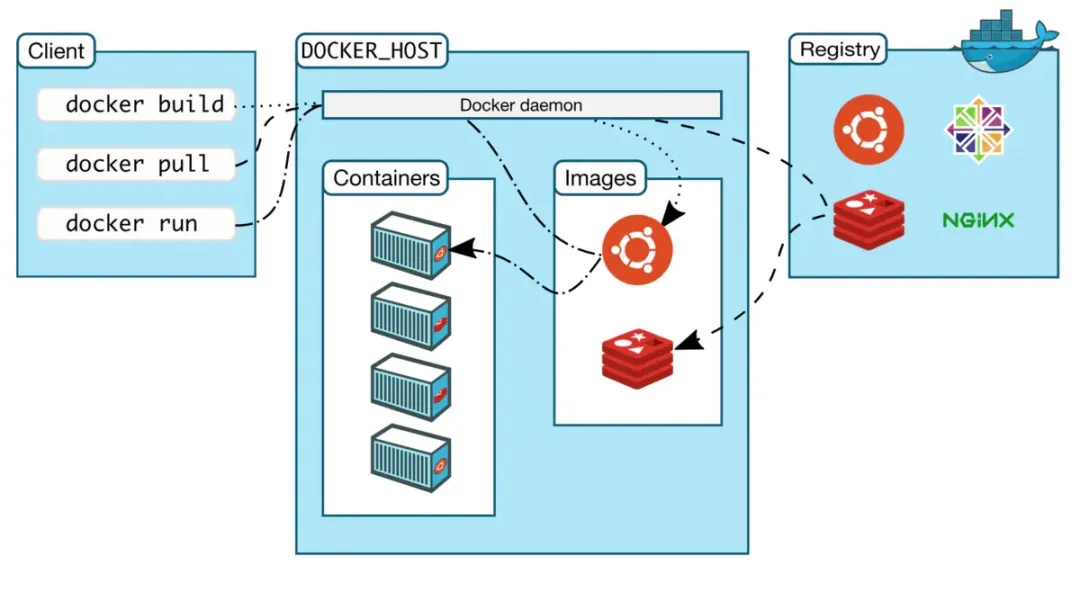 Client
docker build
docker pull
docker run
DOCKER_HOST
Docker daemon
Containers
Images
Registry
NGINX